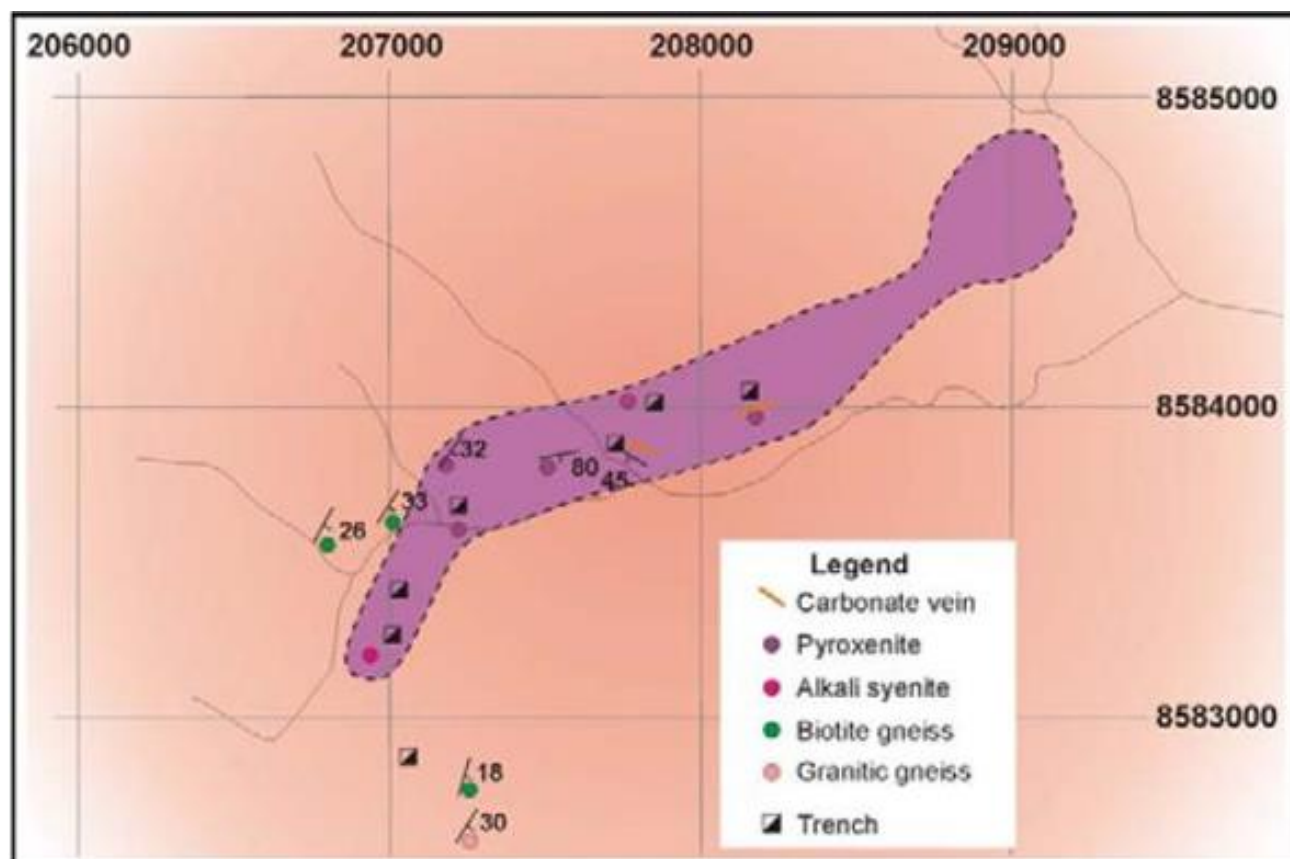 206000 207000 208000 209000
8585000
8584000
32
80
45
33
26
8583000
18
30
Legend
Carbonate vein
Pyroxenite
Alkali syenite
Biotite gneiss
Granitic gneiss
Trench